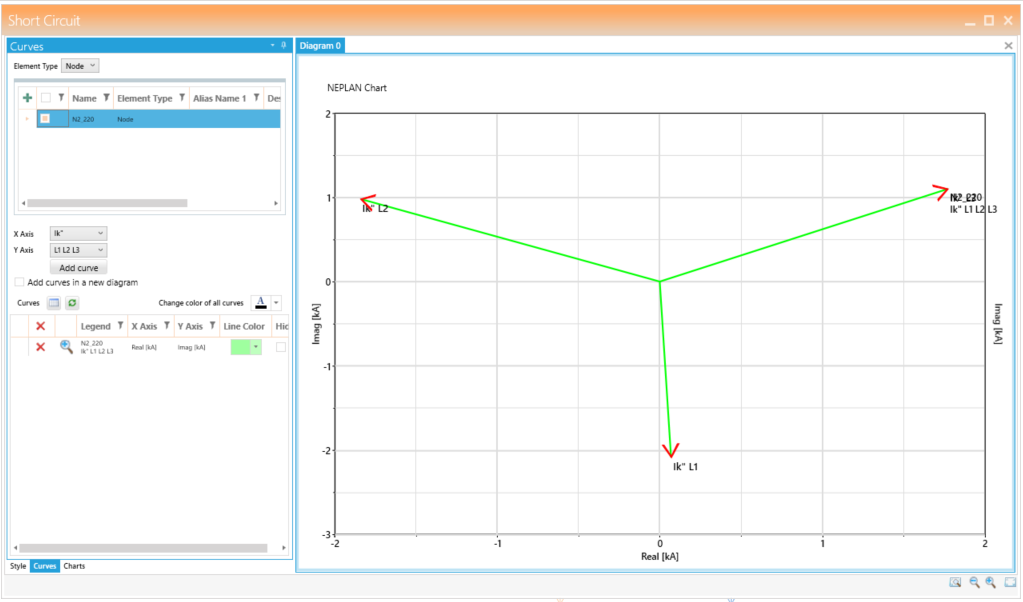 Short Circuit
Curves
Element Type Node
Name Element Type Alias Name 1 Des
N2_220 Node
X Axis Ik"
Y Axis L1 L2 L3
Add curve
Add curves in a new diagram
Curves Change color of all curves A
Legend X Axis Y Axis Line Color Hid
N2_220
Ik" L1 L2 L3 Real [kA] Imag [kA]
Style Curves Charts
Diagram 0
NEPLAN Chart
2
1
0
-1
-2
-3
Imag [kA]
Ik" L2
N2_220
Ik" L1 L2 L3
Ik" L1
Imag [kA]
-2 -1 0 1 2
Real [kA]